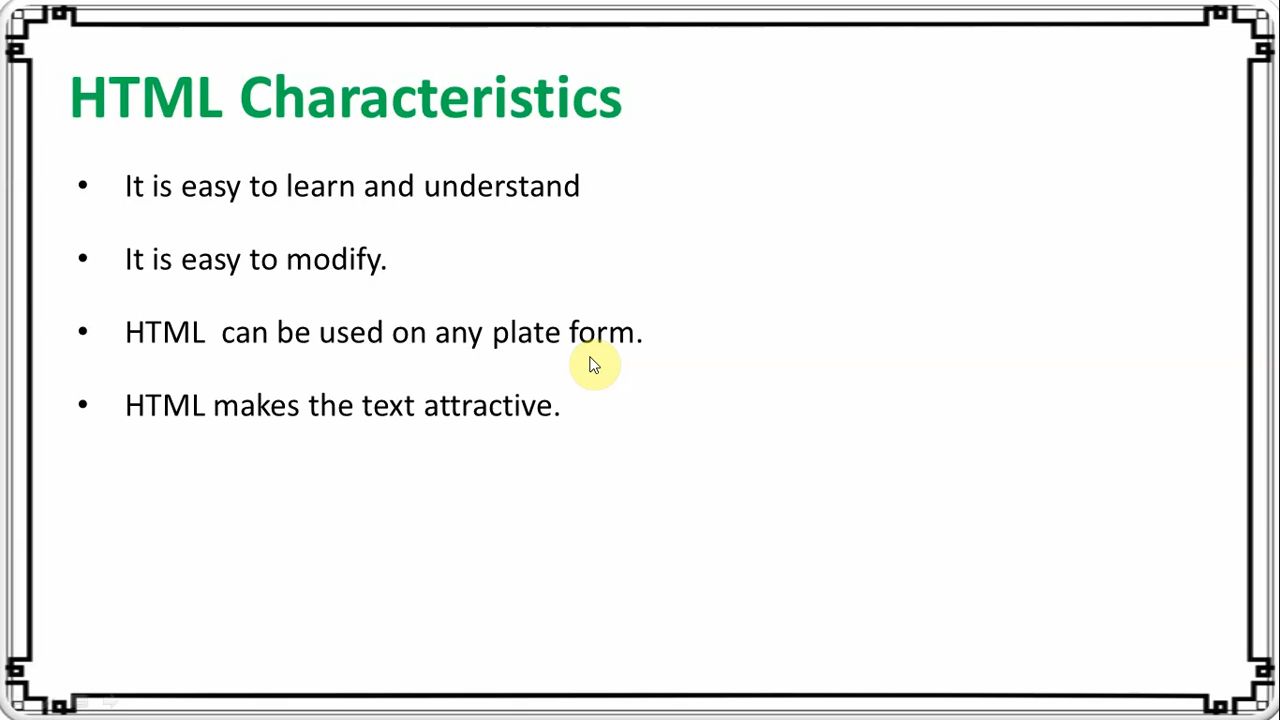 HTML Characteristics
• It is easy to learn and understand
• It is easy to modify.
• HTML  can be used on any plate form.
• HTML makes the text attractive.